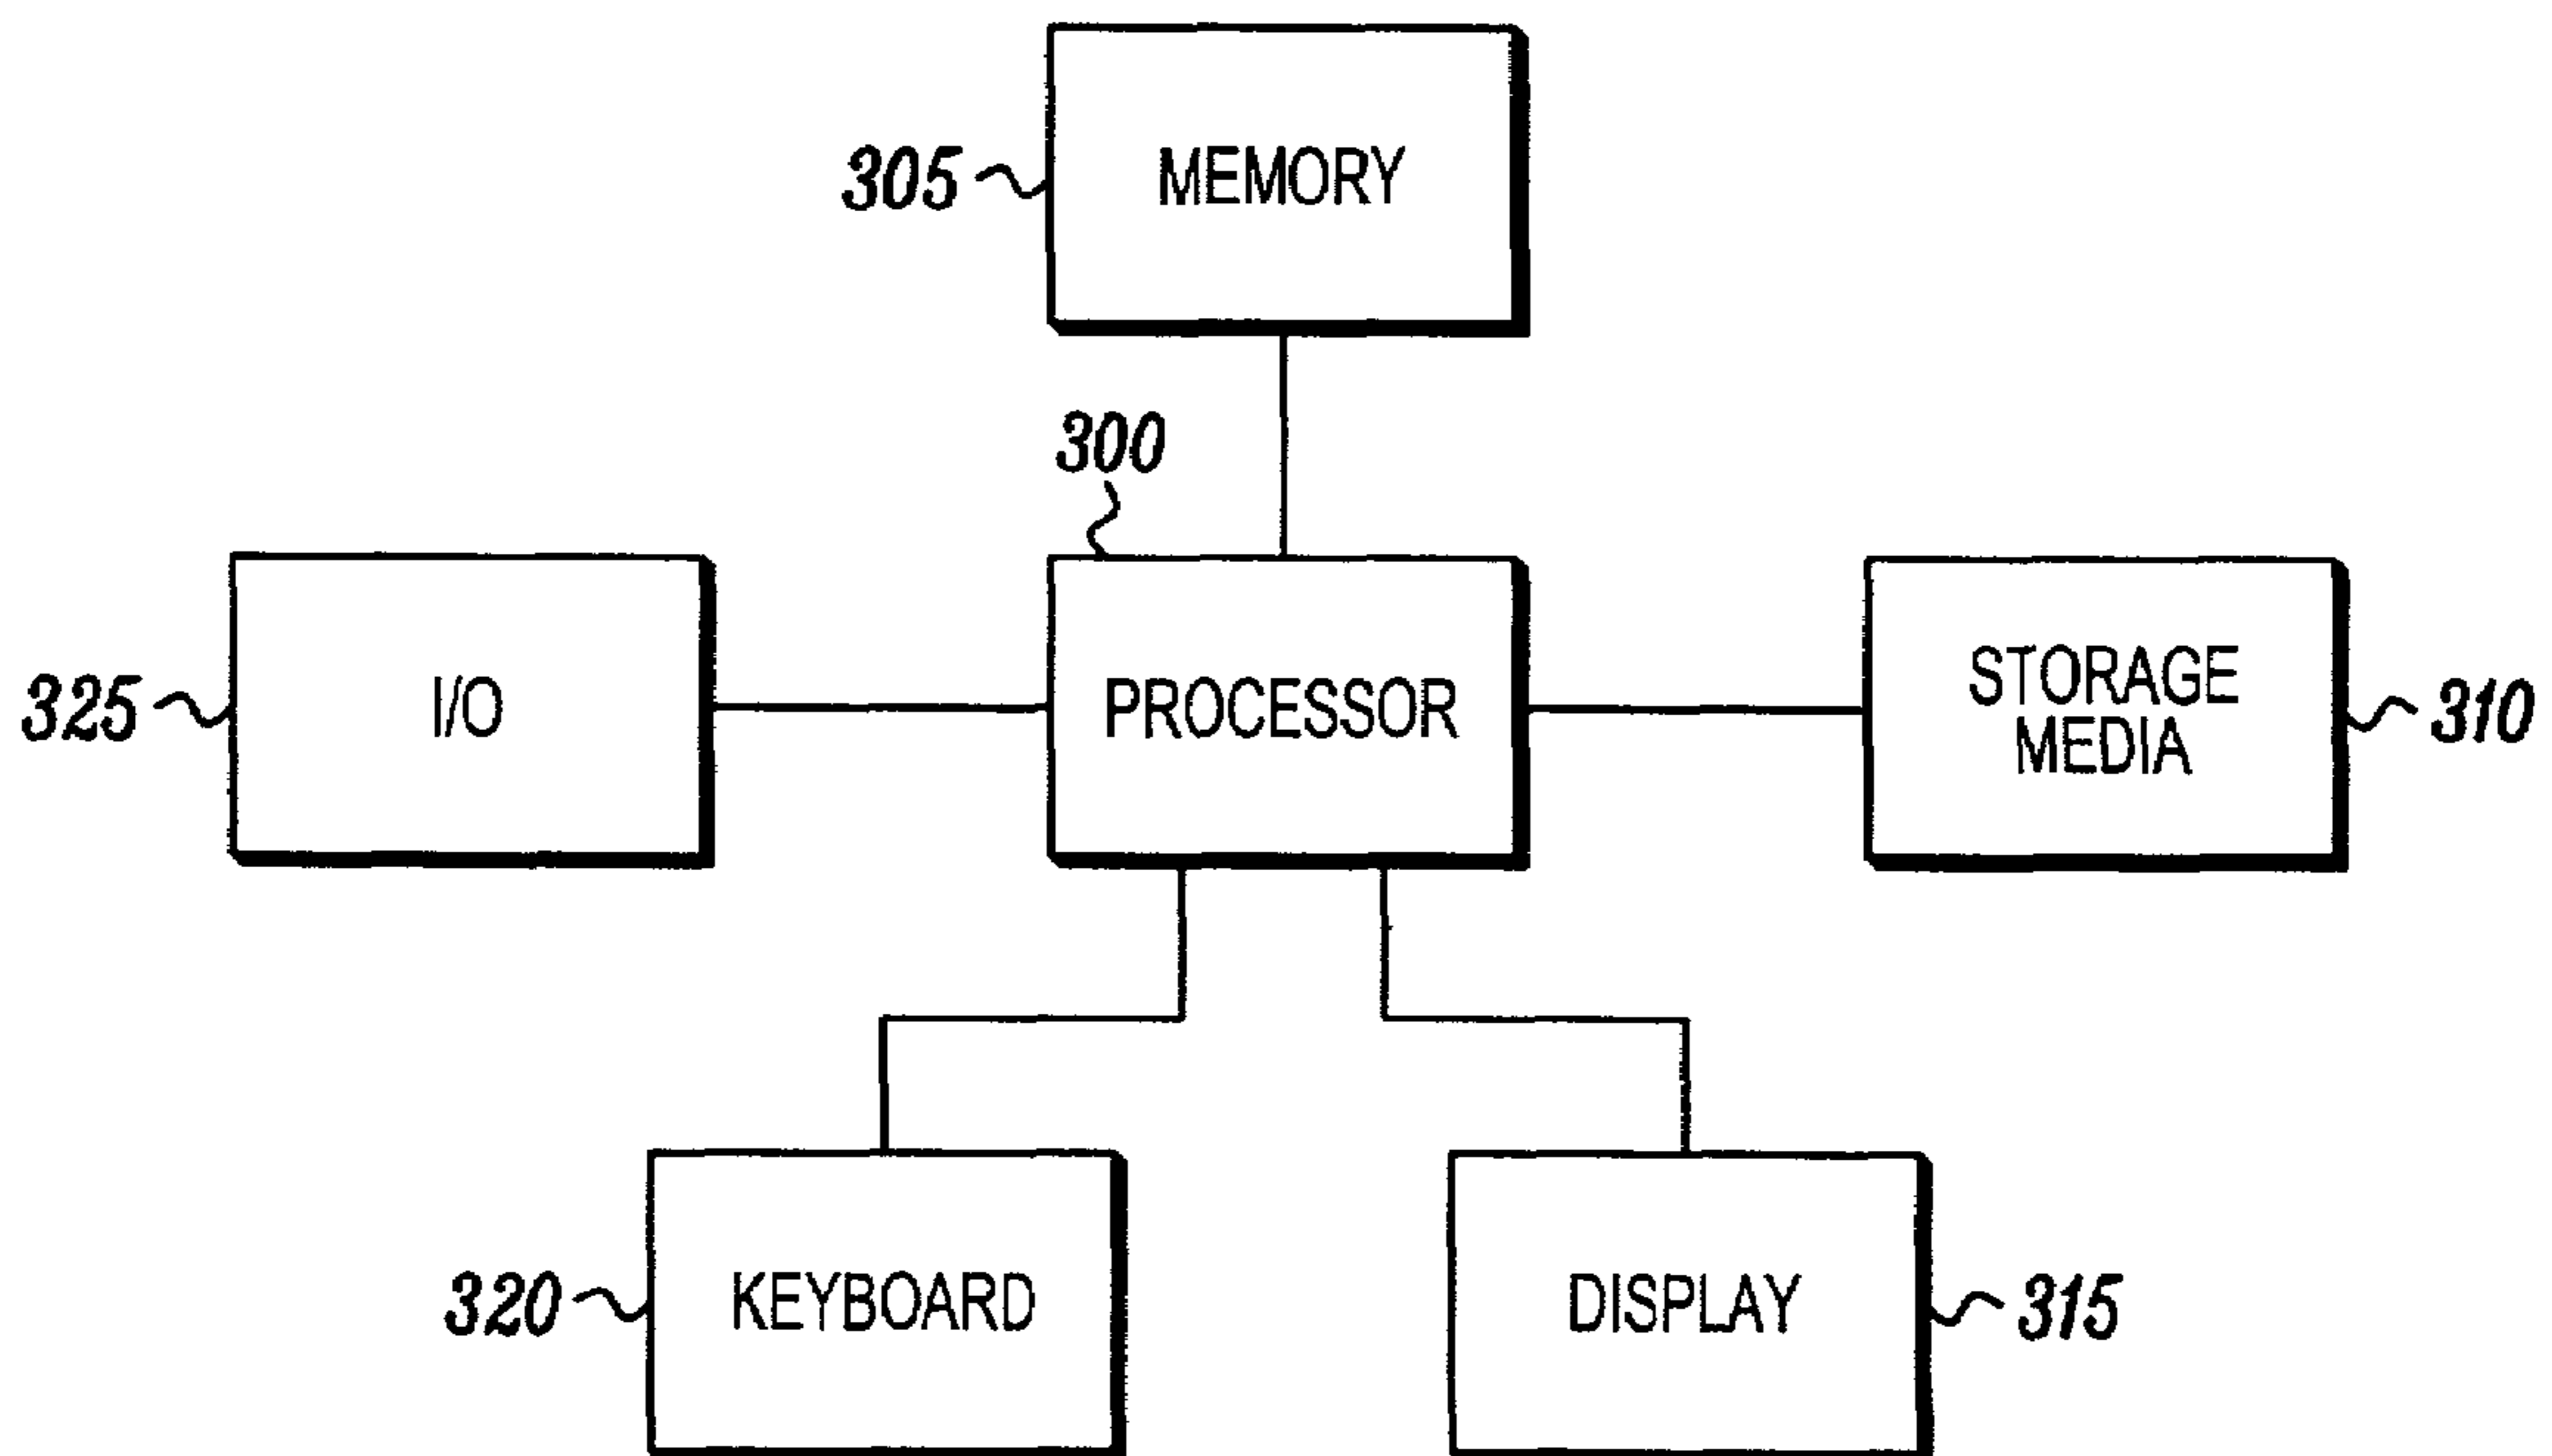 305
MEMORY
300
325
I/O
PROCESSOR
STORAGE
MEDIA
310
320
KEYBOARD
DISPLAY
315